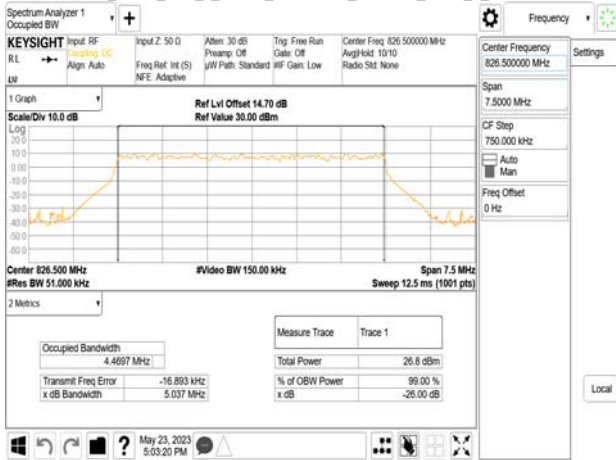 Spectrum Analyzer 1
Occupied BW
+
Frequency
KEYSIGHT
RL
Input: RF
Coupling: DC
Align: Auto
Input Z: 50 Ω
Freq Ref: Int (S)
NFE: Adaptive
Atten: 30 dB
Preamp: Off
µW Path: Standard
Trig: Free Run
Gate: Off
#IF Gain: Low
Center Freq: 826.500000 MHz
Avg|Hold: 10/10
Radio Std: None
Center Frequency
826.500000 MHz
Settings
Span
7.5000 MHz
CF Step
750.000 kHz
Auto
Man
Freq Offset
0 Hz
Local
1 Graph
Scale/Div 10.0 dB
Ref Lvl Offset 14.70 dB
Ref Value 30.00 dBm
Log
20.0
10.0
0.00
-10.0
-20.0
-30.0
-40.0
-50.0
-60.0
Center 826.500 MHz
#Video BW 150.00 kHz
Span 7.5 MHz
#Res BW 51.000 kHz
Sweep 12.5 ms (1001 pts)
2 Metrics
Measure Trace
Trace 1
Occupied Bandwidth
4.4697 MHz
Total Power
26.8 dBm
Transmit Freq Error
-16.893 kHz
% of OBW Power
99.00 %
x dB Bandwidth
5.037 MHz
x dB
-26.00 dB
?
May 23, 2023
5:03:20 PM